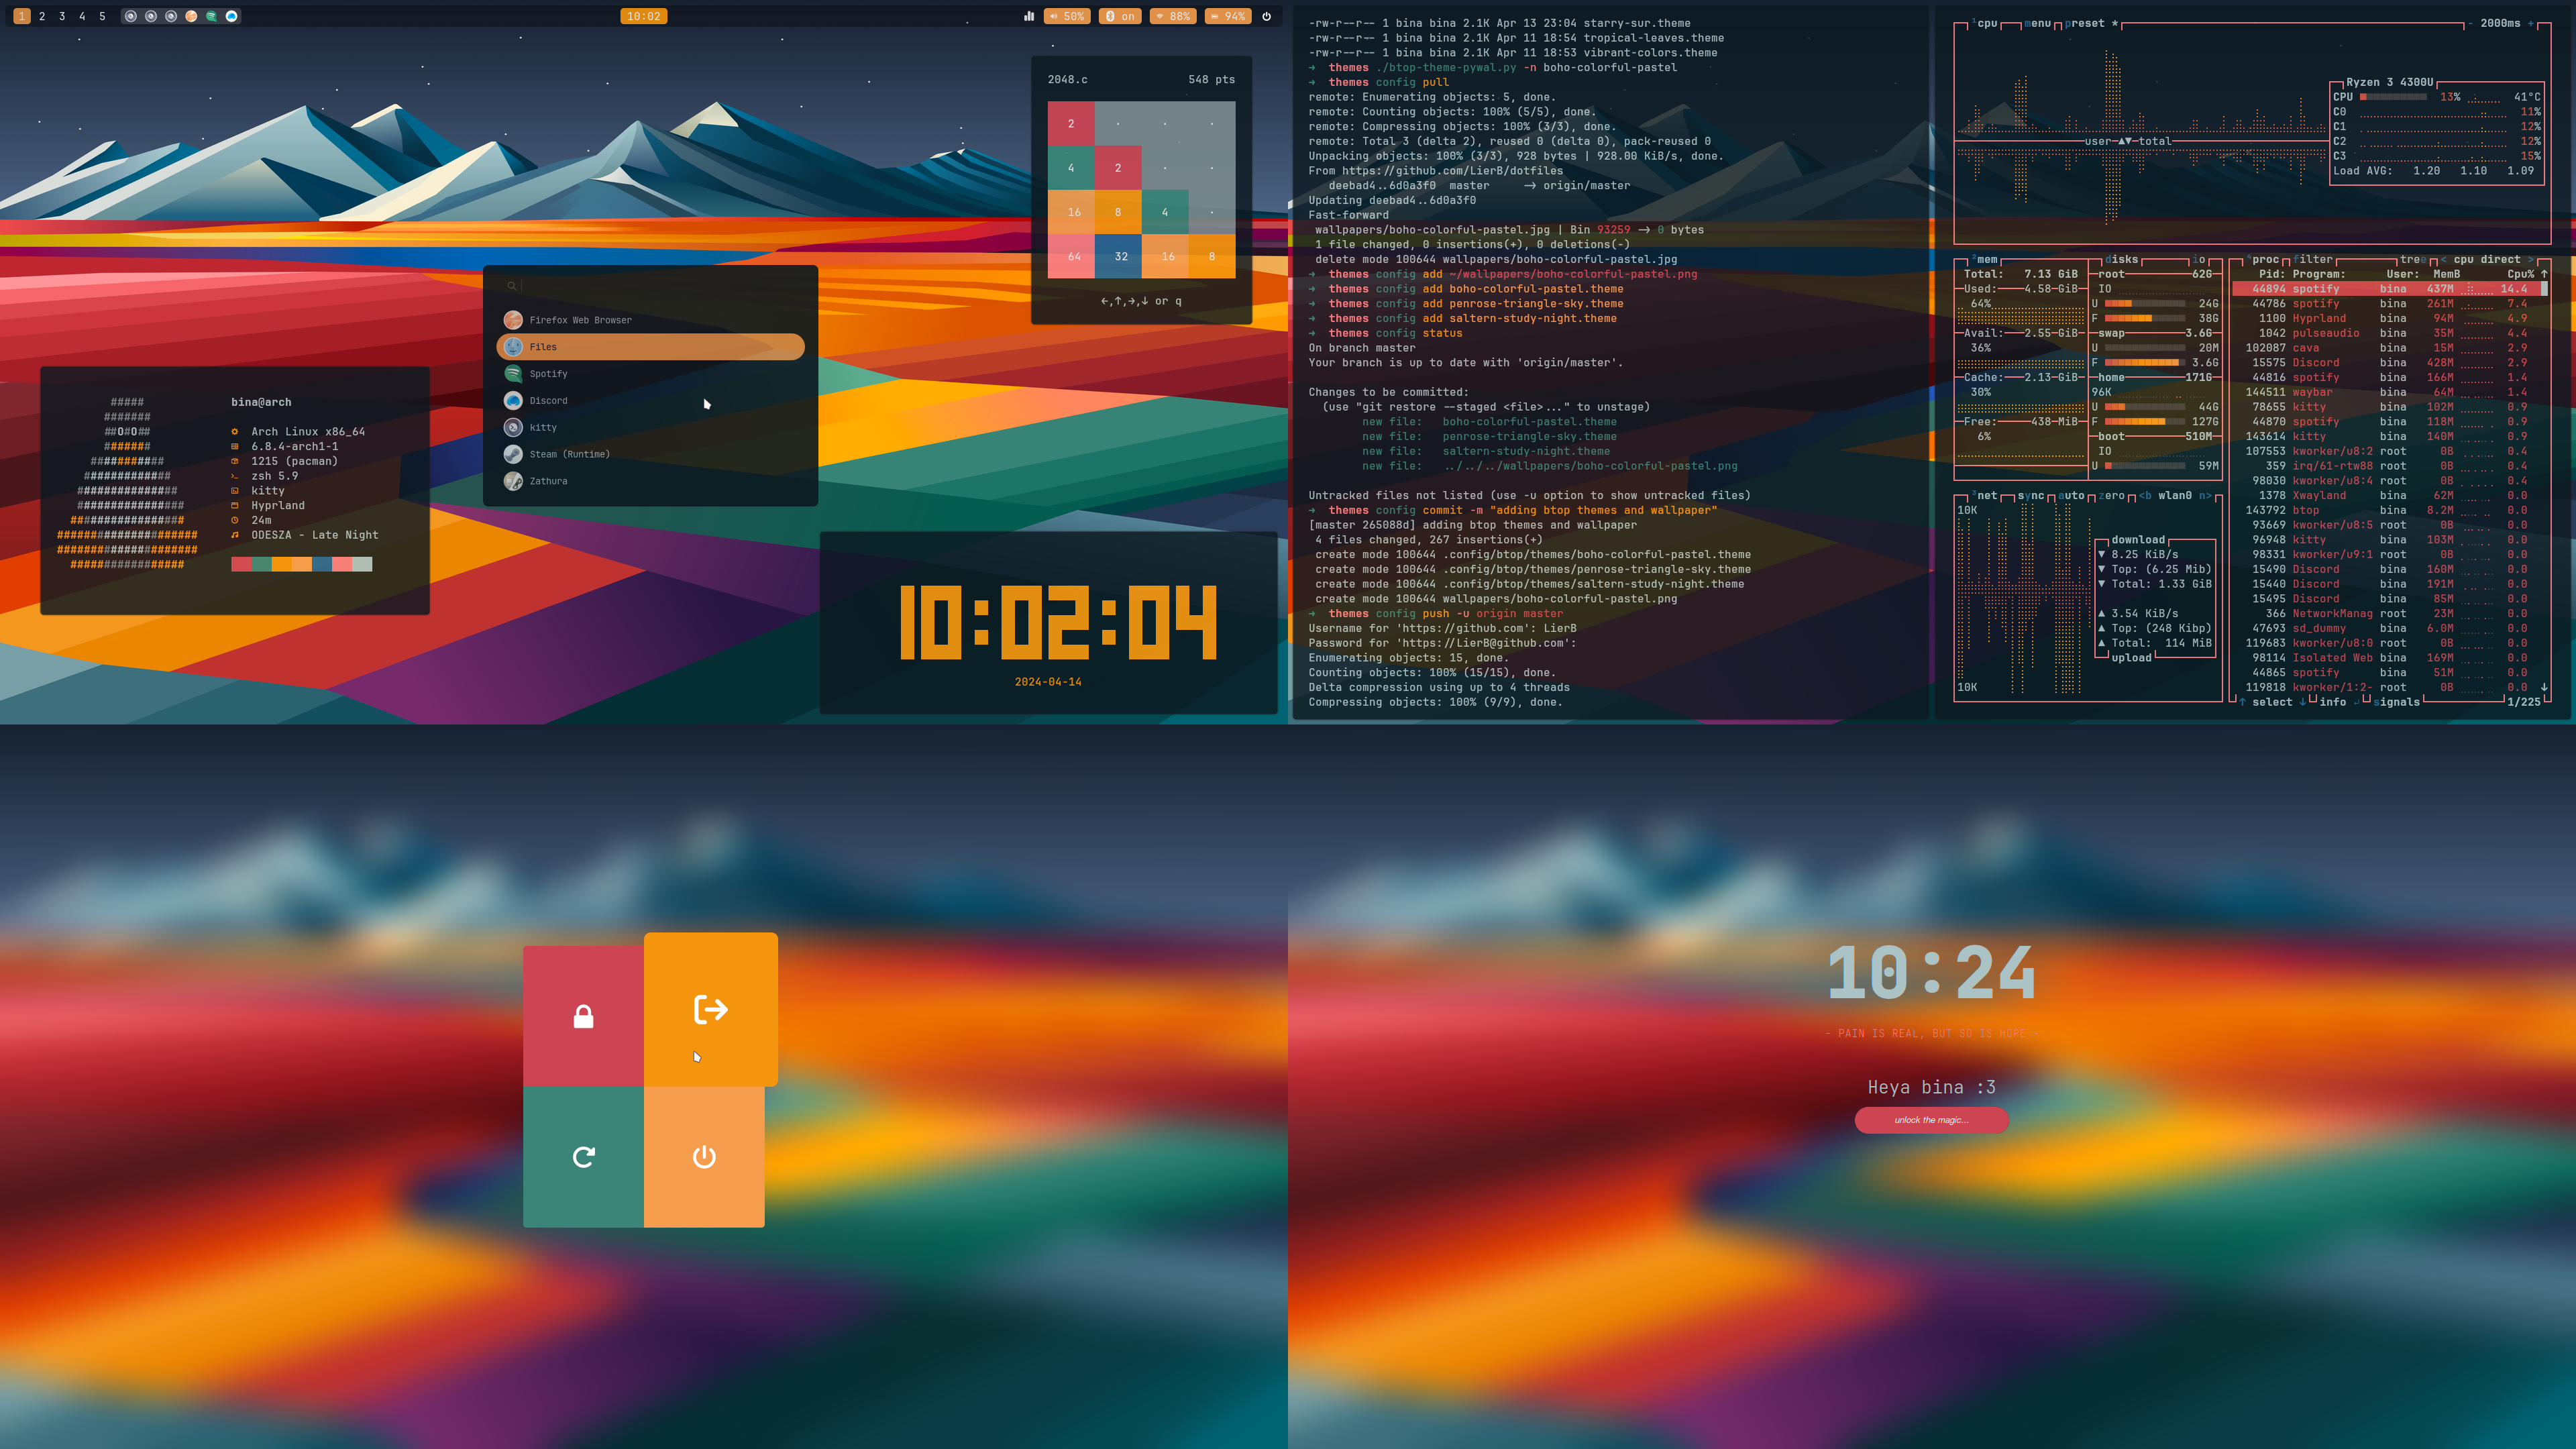 1 2 3 4 5
10:02
50% on 88% 94%
2048.c 548 pts
2 · · ·
4 2 · ·
16 8 4 ·
64 32 16 8
←,↑,→,↓ or q
Firefox Web Browser
Files
Spotify
Discord
kitty
Steam (Runtime)
Zathura
bina@arch
Arch Linux x86_64
6.8.4-arch1-1
1215 (pacman)
zsh 5.9
kitty
Hyprland
24m
ODESZA - Late Night
10:02:04
2024-04-14
-rw-r--r-- 1 bina bina 2.1K Apr 13 23:04 starry-sur.theme
-rw-r--r-- 1 bina bina 2.1K Apr 11 18:54 tropical-leaves.theme
-rw-r--r-- 1 bina bina 2.1K Apr 11 18:53 vibrant-colors.theme
→ themes ./btop-theme-pywal.py -n boho-colorful-pastel
→ themes config pull
remote: Enumerating objects: 5, done.
remote: Counting objects: 100% (5/5), done.
remote: Compressing objects: 100% (3/3), done.
remote: Total 3 (delta 2), reused 0 (delta 0), pack-reused 0
Unpacking objects: 100% (3/3), 928 bytes | 928.00 KiB/s, done.
From https://github.com/LierB/dotfiles
deebad4..6d0a3f0 master -> origin/master
Updating deebad4..6d0a3f0
Fast-forward
wallpapers/boho-colorful-pastel.jpg | Bin 93259 -> 0 bytes
1 file changed, 0 insertions(+), 0 deletions(-)
delete mode 100644 wallpapers/boho-colorful-pastel.jpg
→ themes config add ~/wallpapers/boho-colorful-pastel.png
→ themes config add boho-colorful-pastel.theme
→ themes config add penrose-triangle-sky.theme
→ themes config add saltern-study-night.theme
→ themes config status
On branch master
Your branch is up to date with 'origin/master'.
Changes to be committed:
(use "git restore --staged <file>..." to unstage)
new file: boho-colorful-pastel.theme
new file: penrose-triangle-sky.theme
new file: saltern-study-night.theme
new file: ../../../wallpapers/boho-colorful-pastel.png
Untracked files not listed (use -u option to show untracked files)
→ themes config commit -m "adding btop themes and wallpaper"
[master 265088d] adding btop themes and wallpaper
4 files changed, 267 insertions(+)
create mode 100644 .config/btop/themes/boho-colorful-pastel.theme
create mode 100644 .config/btop/themes/penrose-triangle-sky.theme
create mode 100644 .config/btop/themes/saltern-study-night.theme
create mode 100644 wallpapers/boho-colorful-pastel.png
→ themes config push -u origin master
Username for 'https://github.com': LierB
Password for 'https://LierB@github.com':
Enumerating objects: 15, done.
Counting objects: 100% (15/15), done.
Delta compression using up to 4 threads
Compressing objects: 100% (9/9), done.
¹cpu menu preset * - 2000ms +
Ryzen 3 4300U
CPU 13% 41°C
C0 11%
C1 12%
C2 12%
C3 15%
Load AVG: 1.20 1.10 1.09
user ▲▼ total
²mem
Total: 7.13 GiB
Used: 4.58 GiB
64%
Avail: 2.55 GiB
36%
Cache: 2.13 GiB
30%
Free: 438 MiB
6%
disks io
root 62G
IO
U 24G
F 38G
swap 3.6G
U 20M
F 3.6G
home 171G
96K
U 44G
F 127G
boot 510M
IO
U 59M
³net sync auto zero <b wlan0 n>
10K
download
▼ 8.25 KiB/s
▼ Top: (6.25 Mib)
▼ Total: 1.33 GiB
▲ 3.54 KiB/s
▲ Top: (248 Kibp)
▲ Total: 114 MiB
upload
10K
⁴proc filter tree < cpu direct >
Pid: Program: User: MemB Cpu% ↑
44894 spotify bina 437M 14.4
44786 spotify bina 261M 7.4
1100 Hyprland bina 94M 4.9
1042 pulseaudio bina 35M 4.4
102087 cava bina 15M 2.9
15575 Discord bina 428M 2.9
44816 spotify bina 166M 1.4
144511 waybar bina 64M 1.4
78655 kitty bina 102M 0.9
44870 spotify bina 118M 0.9
143614 kitty bina 140M 0.9
107553 kworker/u8:2 root 0B 0.4
359 irq/61-rtw88 root 0B 0.4
98030 kworker/u8:4 root 0B 0.4
1378 Xwayland bina 62M 0.0
143792 btop bina 8.2M 0.0
93669 kworker/u8:5 root 0B 0.0
96948 kitty bina 103M 0.0
98331 kworker/u9:1 root 0B 0.0
15490 Discord bina 160M 0.0
15440 Discord bina 191M 0.0
15495 Discord bina 85M 0.0
366 NetworkManag root 23M 0.0
47693 sd_dummy bina 6.0M 0.0
119683 kworker/u8:0 root 0B 0.0
98114 Isolated Web bina 169M 0.0
44865 spotify bina 51M 0.0
119818 kworker/1:2- root 0B 0.0 ↓
↑ select ↓ info ↲ signals 1/225
10:24
- PAIN IS REAL, BUT SO IS HOPE -
Heya bina :3
unlock the magic...